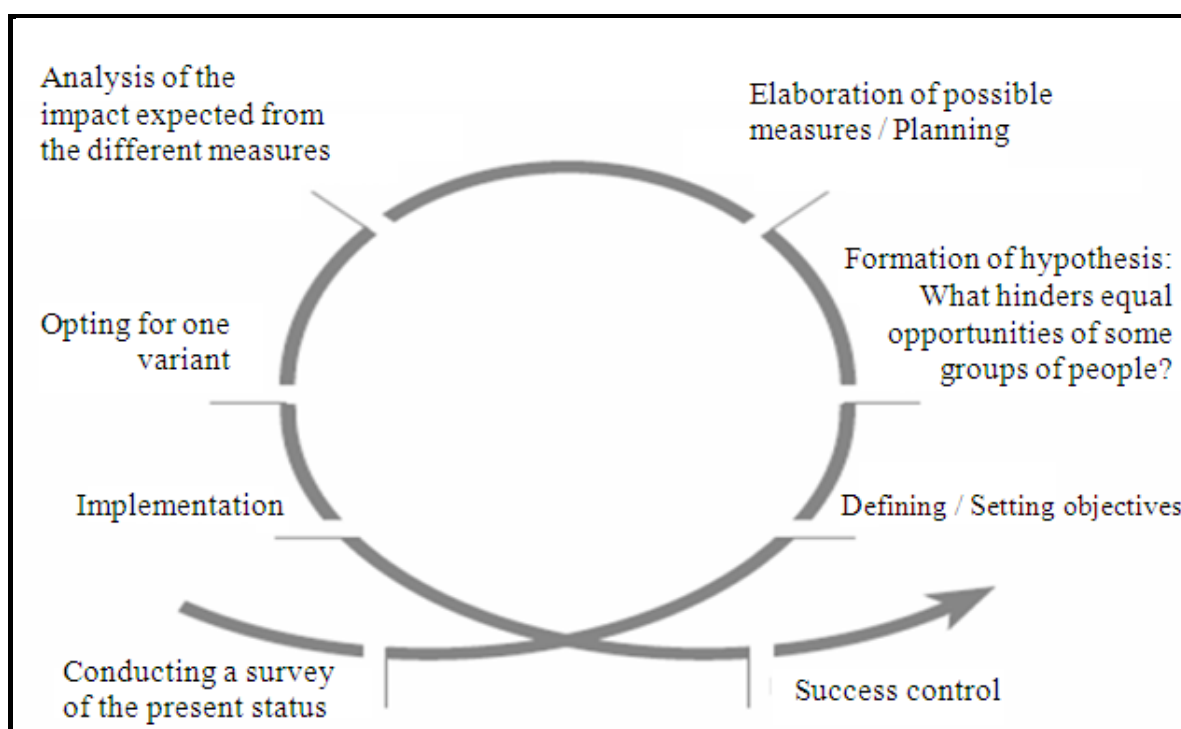 Analysis of the
impact expected from
the different measures
Elaboration of possible
measures / Planning
Formation of hypothesis:
What hinders equal
opportunities of some
groups of people?
Opting for one
variant
Implementation
Defining / Setting objectives
Conducting a survey
of the present status
Success control